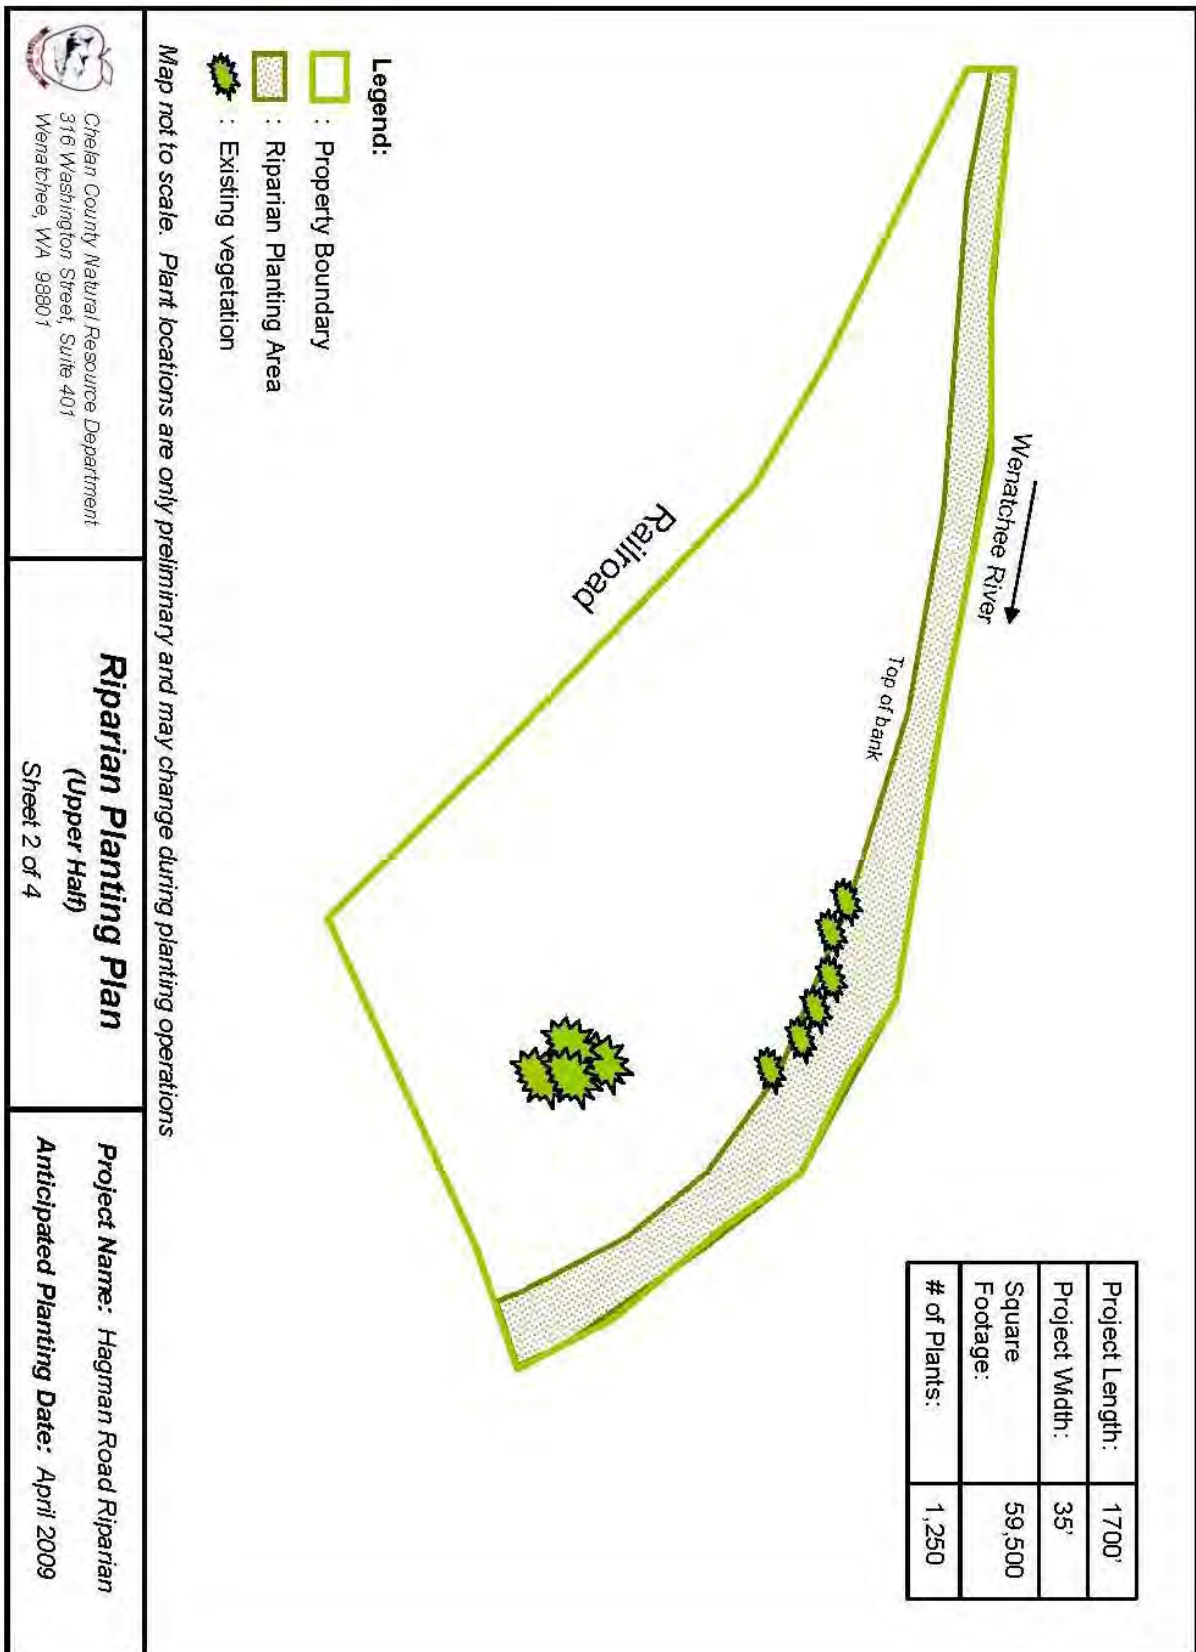 Project Length: 1700'
Project Width: 35'
Square
Footage: 59,500
# of Plants: 1,250
Wenatchee River
Top of bank
Railroad
Legend:
: Property Boundary
: Riparian Planting Area
: Existing vegetation
Map not to scale. Plant locations are only preliminary and may change during planting operations
Chelan County Natural Resource Department
316 Washington Street, Suite 401
Wenatchee, WA 98801
Riparian Planting Plan
(Upper Half)
Sheet 2 of 4
Project Name: Hagman Road Riparian
Anticipated Planting Date: April 2009